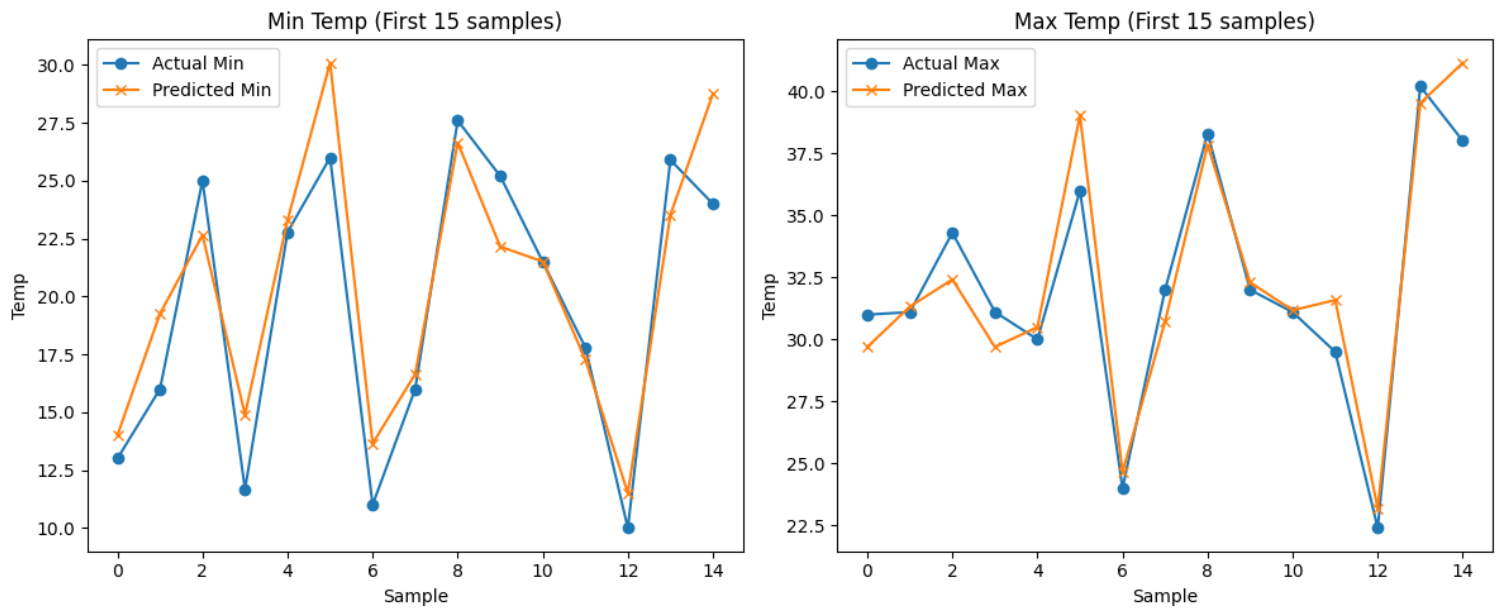 Min Temp (First 15 samples)
Actual Min
Predicted Min
30.0
27.5
25.0
22.5
20.0
17.5
15.0
12.5
10.0
Temp
0 2 4 6 8 10 12 14
Sample
Max Temp (First 15 samples)
Actual Max
Predicted Max
40.0
37.5
35.0
32.5
30.0
27.5
25.0
22.5
Temp
0 2 4 6 8 10 12 14
Sample